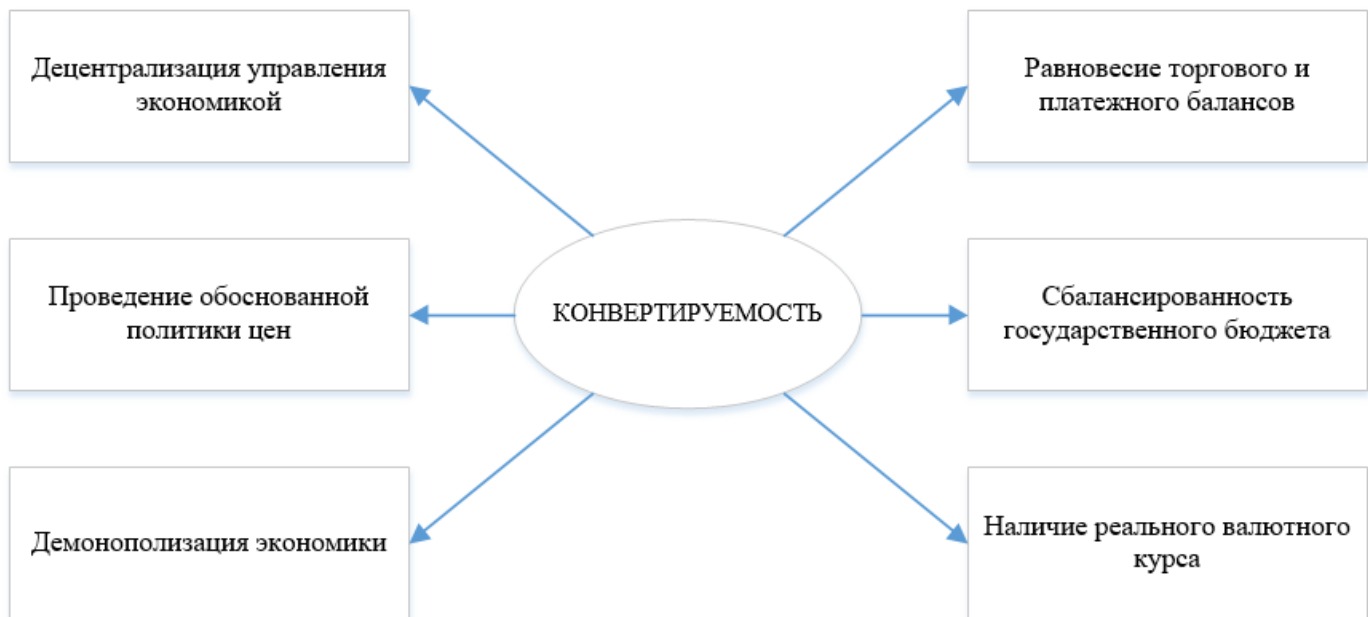 Децентрализация управления
экономикой
Равновесие торгового и
платежного балансов
Проведение обоснованной
политики цен
КОНВЕРТИРУЕМОСТЬ
Сбалансированность
государственного бюджета
Демонополизация экономики
Наличие реального валютного
курса